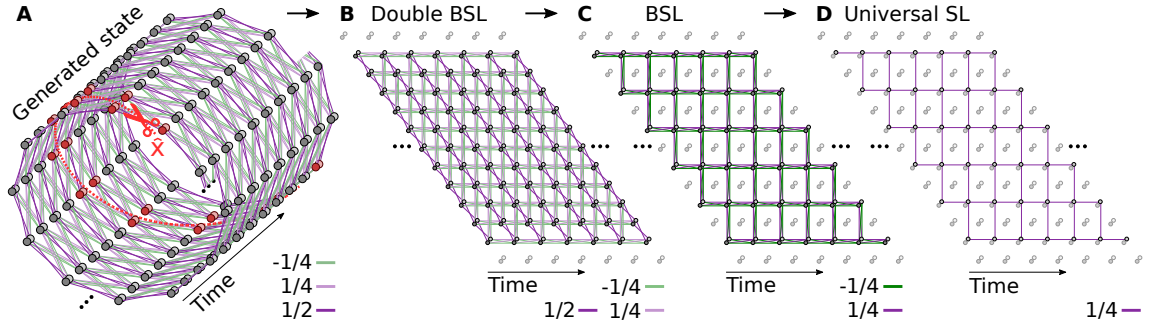 A
Generated state
B Double BSL
C BSL
D Universal SL
x̂
...
...
...
...
...
...
Time
Time
Time
Time
-1/4
1/4
1/2
-1/4
1/2 1/4
-1/4
1/4
1/4